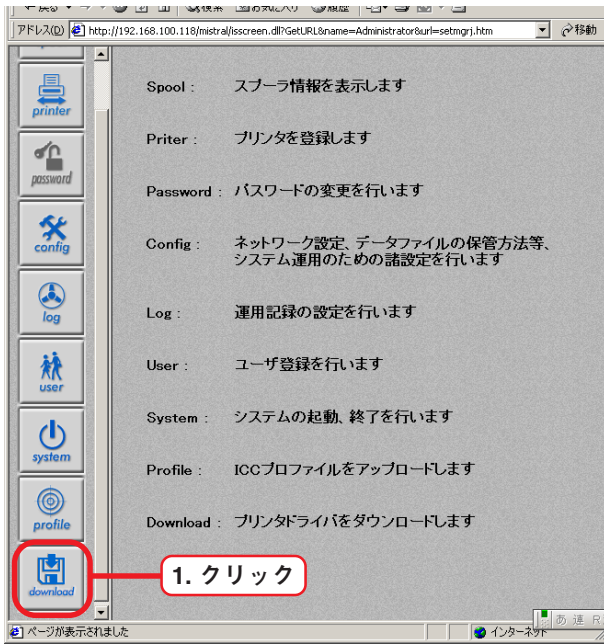 アドレス(D) http://192.168.100.118/mistral/isscreen.dll?GetURL&name=Administrator&url=setmgrj.htm 移動
printer
password
config
log
user
system
profile
download
Spool : スプーラ情報を表示します
Priter : プリンタを登録します
Password : パスワードの変更を行います
Config : ネットワーク設定、データファイルの保管方法等、
システム運用のための諸設定を行います
Log : 運用記録の設定を行います
User : ユーザ登録を行います
System : システムの起動、終了を行います
Profile : ICCプロファイルをアップロードします
Download : プリンタドライバをダウンロードします
1. クリック
ページが表示されました
インターネット
あ 連 R